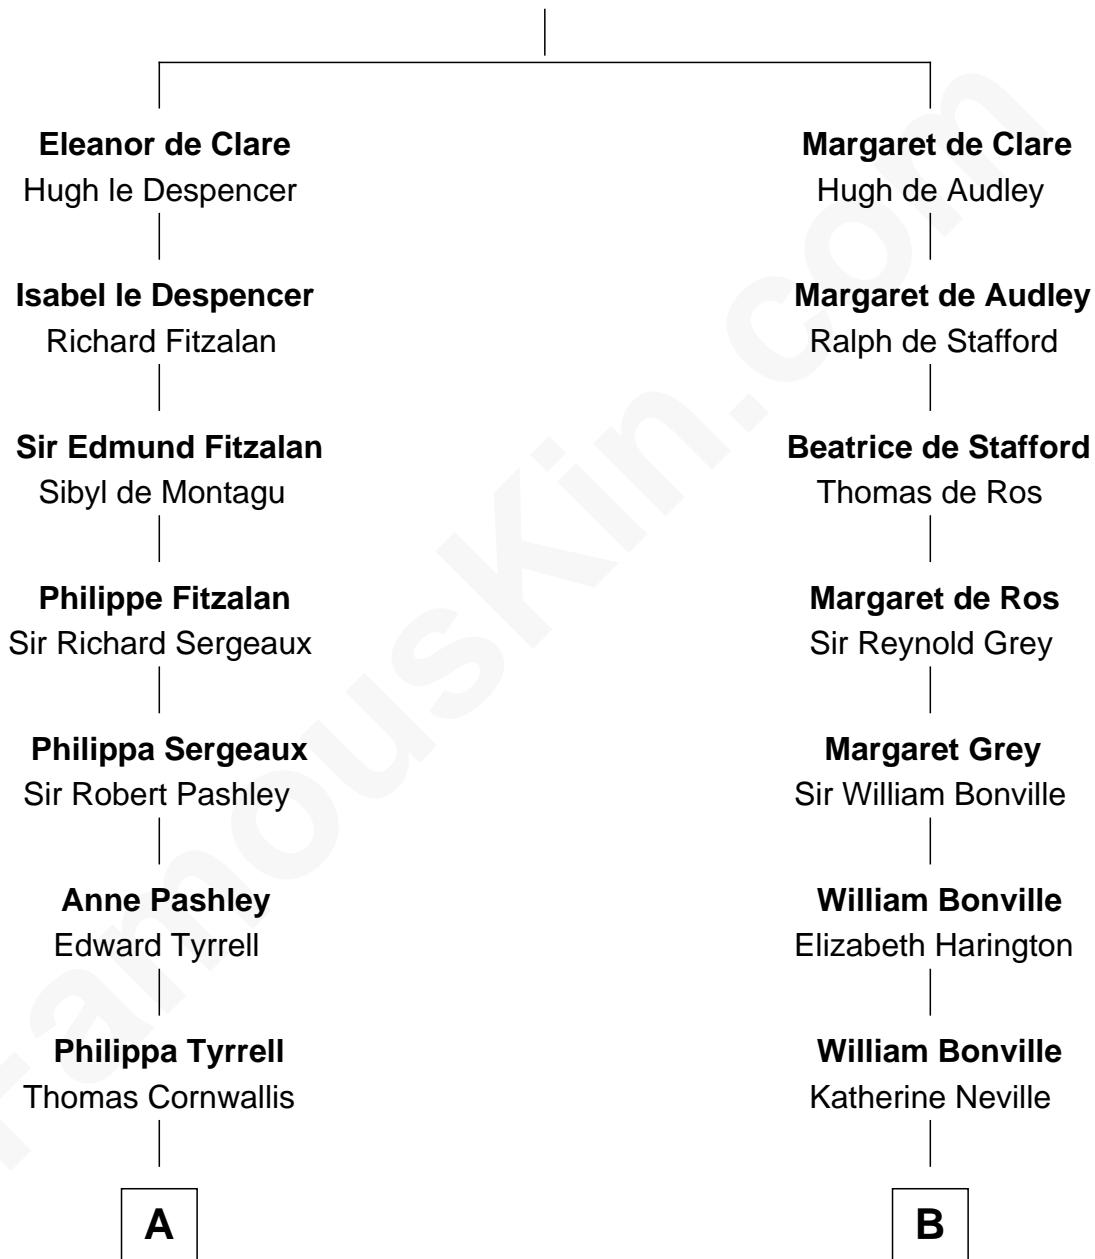 Eleanor de Clare
Hugh le Despencer
Isabel le Despencer
Richard Fitzalan
Sir Edmund Fitzalan
Sibyl de Montagu
Philippe Fitzalan
Sir Richard Sergeaux
Philippa Sergeaux
Sir Robert Pashley
Anne Pashley
Edward Tyrrell
Philippa Tyrrell
Thomas Cornwallis
A
Margaret de Clare
Hugh de Audley
Margaret de Audley
Ralph de Stafford
Beatrice de Stafford
Thomas de Ros
Margaret de Ros
Sir Reynold Grey
Margaret Grey
Sir William Bonville
William Bonville
Elizabeth Harington
William Bonville
Katherine Neville
B
FamousKin.com